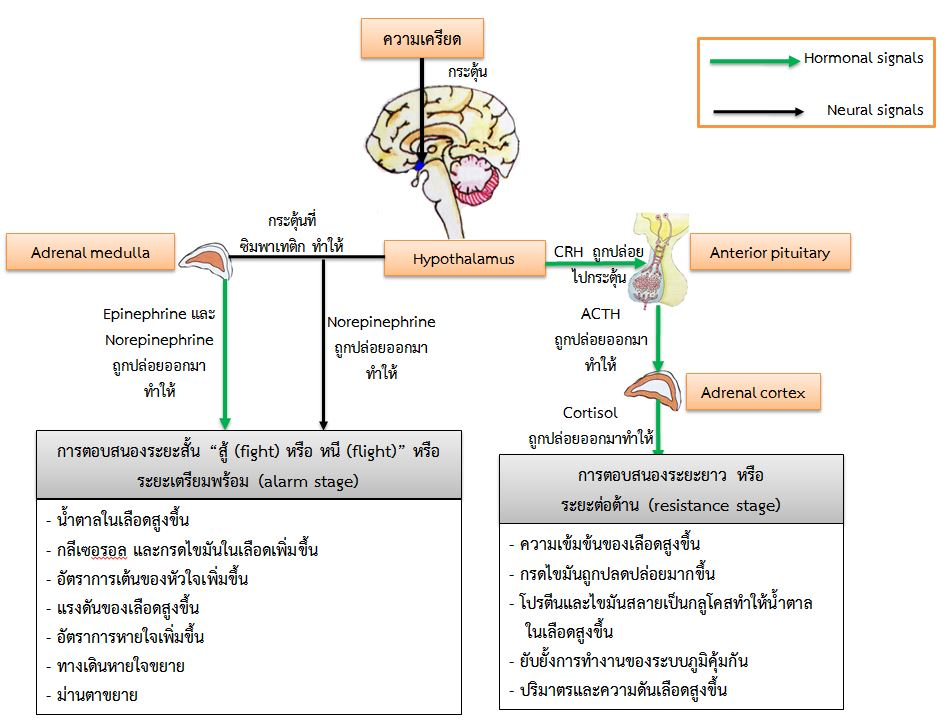 ความเครียด
กระตุ้น
Hormonal signals
Neural signals
กระตุ้นที่
ซิมพาเทติก ทำให้
Adrenal medulla
Hypothalamus
CRH ถูกปล่อย
ไปกระตุ้น
Anterior pituitary
Epinephrine และ
Norepinephrine
ถูกปล่อยออกมา
ทำให้
Norepinephrine
ถูกปล่อยออกมา
ทำให้
ACTH
ถูกปล่อยออกมา
ทำให้
Adrenal cortex
Cortisol
ถูกปล่อยออกมาทำให้
การตอบสนองระยะสั้น “สู้ (fight) หรือ หนี (flight)” หรือ
ระยะเตรียมพร้อม (alarm stage)
- น้ำตาลในเลือดสูงขึ้น
- กลีเซอรอล และกรดไขมันในเลือดเพิ่มขึ้น
- อัตราการเต้นของหัวใจเพิ่มขึ้น
- แรงดันของเลือดสูงขึ้น
- อัตราการหายใจเพิ่มขึ้น
- ทางเดินหายใจขยาย
- ม่านตาขยาย
การตอบสนองระยะยาว หรือ
ระยะต่อต้าน (resistance stage)
- ความเข้มข้นของเลือดสูงขึ้น
- กรดไขมันถูกปลดปล่อยมากขึ้น
- โปรตีนและไขมันสลายเป็นกลูโคสทำให้น้ำตาล
ในเลือดสูงขึ้น
- ยับยั้งการทำงานของระบบภูมิคุ้มกัน
- ปริมาตรและความดันเลือดสูงขึ้น